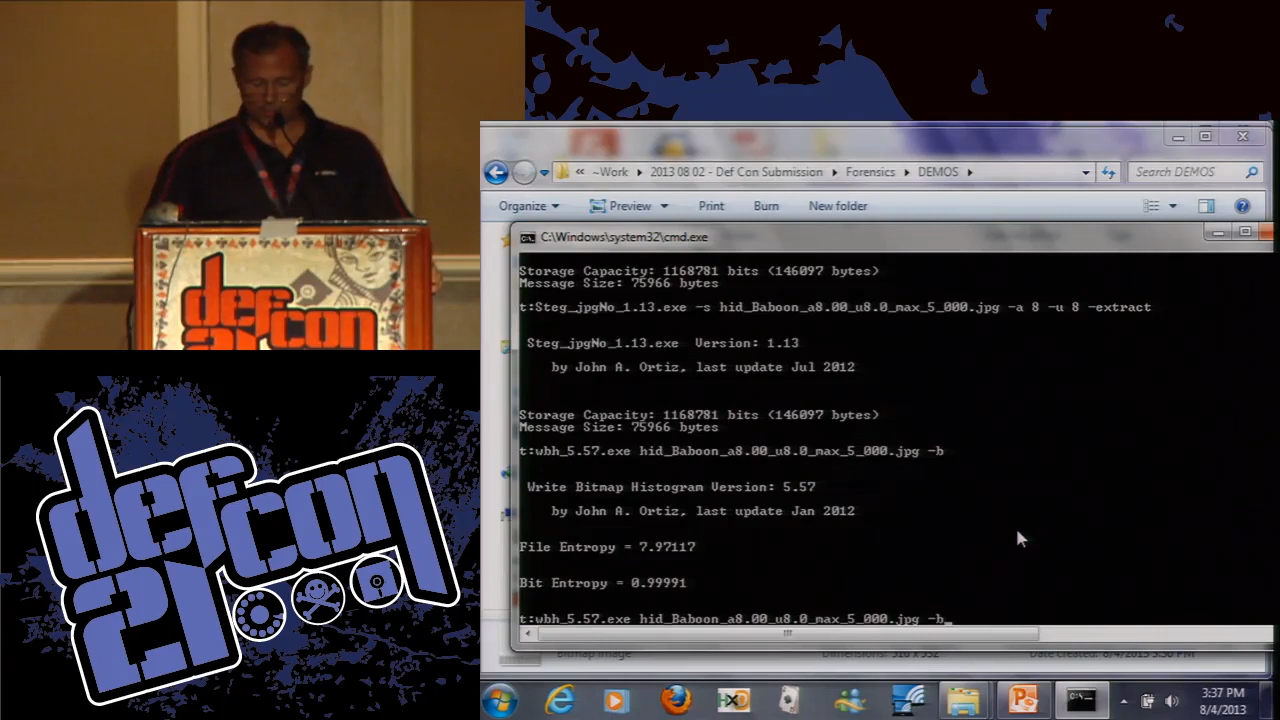 defcon
21
defcon
21
~Work
2013 08 02 - Def Con Submission
Forensics
DEMOS
Search DEMOS
Organize
Preview
Print
Burn
New folder
C:\Windows\system32\cmd.exe
Storage Capacity: 1168781 bits (146097 bytes)
Message Size: 75966 bytes
t:Steg_jpgNo_1.13.exe -s hid_Baboon_a8.00_u8.0_max_5_000.jpg -a 8 -u 8 -extract
Steg_jpgNo_1.13.exe Version: 1.13
by John A. Ortiz, last update Jul 2012
Storage Capacity: 1168781 bits (146097 bytes)
Message Size: 75966 bytes
t:wbh_5.57.exe hid_Baboon_a8.00_u8.0_max_5_000.jpg -b
Write Bitmap Histogram Version: 5.57
by John A. Ortiz, last update Jan 2012
File Entropy = 7.97117
Bit Entropy = 0.99991
t:wbh_5.57.exe hid_Baboon_a8.00_u8.0_max_5_000.jpg -b
3:37 PM
8/4/2013